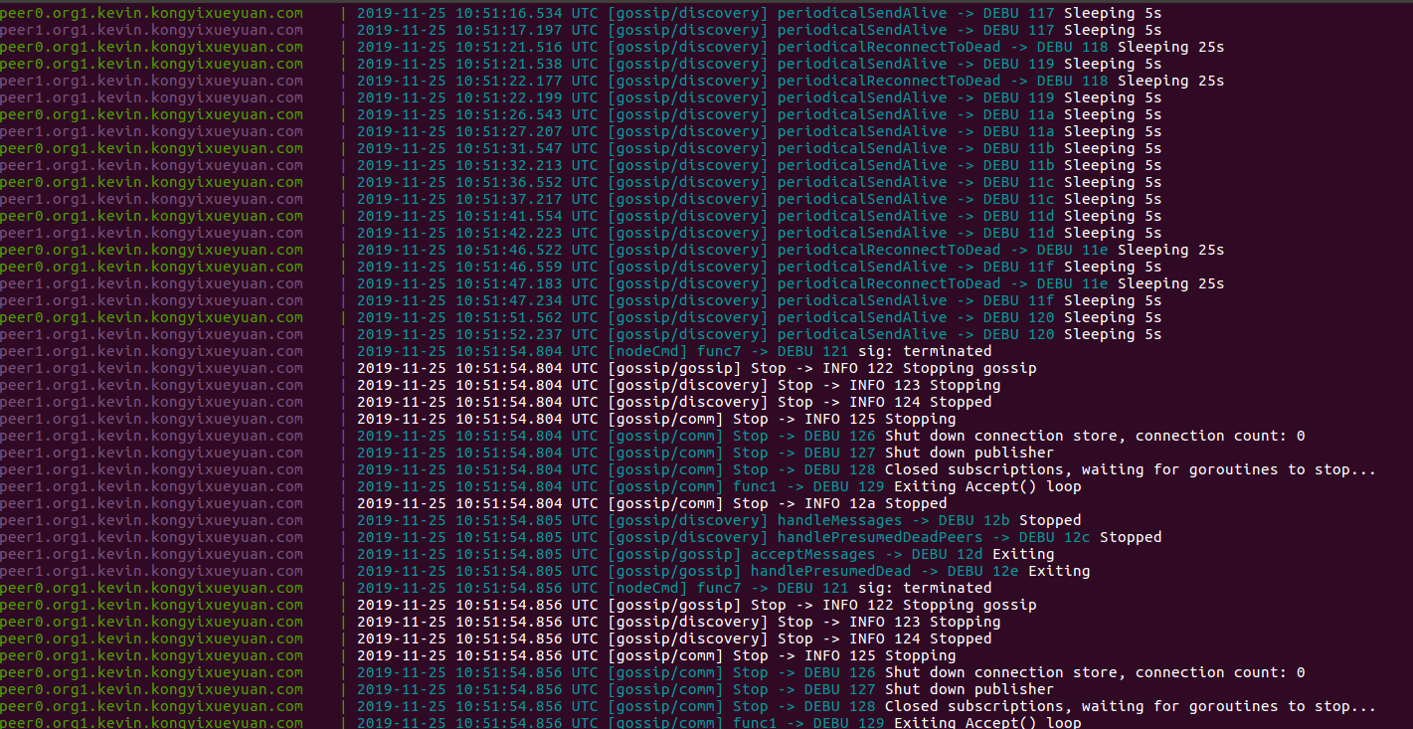 peer0.org1.kevin.kongyixueyuan.com | 2019-11-25 10:51:16.534 UTC [gossip/discovery] periodicalSendAlive -> DEBU 117 Sleeping 5s
peer1.org1.kevin.kongyixueyuan.com | 2019-11-25 10:51:17.197 UTC [gossip/discovery] periodicalSendAlive -> DEBU 117 Sleeping 5s
peer0.org1.kevin.kongyixueyuan.com | 2019-11-25 10:51:21.516 UTC [gossip/discovery] periodicalReconnectToDead -> DEBU 118 Sleeping 25s
peer0.org1.kevin.kongyixueyuan.com | 2019-11-25 10:51:21.538 UTC [gossip/discovery] periodicalSendAlive -> DEBU 119 Sleeping 5s
peer1.org1.kevin.kongyixueyuan.com | 2019-11-25 10:51:22.177 UTC [gossip/discovery] periodicalReconnectToDead -> DEBU 118 Sleeping 25s
peer1.org1.kevin.kongyixueyuan.com | 2019-11-25 10:51:22.199 UTC [gossip/discovery] periodicalSendAlive -> DEBU 119 Sleeping 5s
peer0.org1.kevin.kongyixueyuan.com | 2019-11-25 10:51:26.543 UTC [gossip/discovery] periodicalSendAlive -> DEBU 11a Sleeping 5s
peer1.org1.kevin.kongyixueyuan.com | 2019-11-25 10:51:27.207 UTC [gossip/discovery] periodicalSendAlive -> DEBU 11a Sleeping 5s
peer0.org1.kevin.kongyixueyuan.com | 2019-11-25 10:51:31.547 UTC [gossip/discovery] periodicalSendAlive -> DEBU 11b Sleeping 5s
peer1.org1.kevin.kongyixueyuan.com | 2019-11-25 10:51:32.213 UTC [gossip/discovery] periodicalSendAlive -> DEBU 11b Sleeping 5s
peer0.org1.kevin.kongyixueyuan.com | 2019-11-25 10:51:36.552 UTC [gossip/discovery] periodicalSendAlive -> DEBU 11c Sleeping 5s
peer1.org1.kevin.kongyixueyuan.com | 2019-11-25 10:51:37.217 UTC [gossip/discovery] periodicalSendAlive -> DEBU 11c Sleeping 5s
peer0.org1.kevin.kongyixueyuan.com | 2019-11-25 10:51:41.554 UTC [gossip/discovery] periodicalSendAlive -> DEBU 11d Sleeping 5s
peer1.org1.kevin.kongyixueyuan.com | 2019-11-25 10:51:42.223 UTC [gossip/discovery] periodicalSendAlive -> DEBU 11d Sleeping 5s
peer0.org1.kevin.kongyixueyuan.com | 2019-11-25 10:51:46.522 UTC [gossip/discovery] periodicalReconnectToDead -> DEBU 11e Sleeping 25s
peer0.org1.kevin.kongyixueyuan.com | 2019-11-25 10:51:46.559 UTC [gossip/discovery] periodicalSendAlive -> DEBU 11f Sleeping 5s
peer1.org1.kevin.kongyixueyuan.com | 2019-11-25 10:51:47.183 UTC [gossip/discovery] periodicalReconnectToDead -> DEBU 11e Sleeping 25s
peer1.org1.kevin.kongyixueyuan.com | 2019-11-25 10:51:47.234 UTC [gossip/discovery] periodicalSendAlive -> DEBU 11f Sleeping 5s
peer0.org1.kevin.kongyixueyuan.com | 2019-11-25 10:51:51.562 UTC [gossip/discovery] periodicalSendAlive -> DEBU 120 Sleeping 5s
peer1.org1.kevin.kongyixueyuan.com | 2019-11-25 10:51:52.237 UTC [gossip/discovery] periodicalSendAlive -> DEBU 120 Sleeping 5s
peer1.org1.kevin.kongyixueyuan.com | 2019-11-25 10:51:54.804 UTC [nodeCmd] func7 -> DEBU 121 sig: terminated
peer1.org1.kevin.kongyixueyuan.com | 2019-11-25 10:51:54.804 UTC [gossip/gossip] Stop -> INFO 122 Stopping gossip
peer1.org1.kevin.kongyixueyuan.com | 2019-11-25 10:51:54.804 UTC [gossip/discovery] Stop -> INFO 123 Stopping
peer1.org1.kevin.kongyixueyuan.com | 2019-11-25 10:51:54.804 UTC [gossip/discovery] Stop -> INFO 124 Stopped
peer1.org1.kevin.kongyixueyuan.com | 2019-11-25 10:51:54.804 UTC [gossip/comm] Stop -> INFO 125 Stopping
peer1.org1.kevin.kongyixueyuan.com | 2019-11-25 10:51:54.804 UTC [gossip/comm] Stop -> DEBU 126 Shut down connection store, connection count: 0
peer1.org1.kevin.kongyixueyuan.com | 2019-11-25 10:51:54.804 UTC [gossip/comm] Stop -> DEBU 127 Shut down publisher
peer1.org1.kevin.kongyixueyuan.com | 2019-11-25 10:51:54.804 UTC [gossip/comm] Stop -> DEBU 128 Closed subscriptions, waiting for goroutines to stop...
peer1.org1.kevin.kongyixueyuan.com | 2019-11-25 10:51:54.804 UTC [gossip/comm] func1 -> DEBU 129 Exiting Accept() loop
peer1.org1.kevin.kongyixueyuan.com | 2019-11-25 10:51:54.804 UTC [gossip/comm] Stop -> INFO 12a Stopped
peer1.org1.kevin.kongyixueyuan.com | 2019-11-25 10:51:54.805 UTC [gossip/discovery] handleMessages -> DEBU 12b Stopped
peer1.org1.kevin.kongyixueyuan.com | 2019-11-25 10:51:54.805 UTC [gossip/discovery] handlePresumedDeadPeers -> DEBU 12c Stopped
peer1.org1.kevin.kongyixueyuan.com | 2019-11-25 10:51:54.805 UTC [gossip/gossip] acceptMessages -> DEBU 12d Exiting
peer1.org1.kevin.kongyixueyuan.com | 2019-11-25 10:51:54.805 UTC [gossip/gossip] handlePresumedDead -> DEBU 12e Exiting
peer0.org1.kevin.kongyixueyuan.com | 2019-11-25 10:51:54.856 UTC [nodeCmd] func7 -> DEBU 121 sig: terminated
peer0.org1.kevin.kongyixueyuan.com | 2019-11-25 10:51:54.856 UTC [gossip/gossip] Stop -> INFO 122 Stopping gossip
peer0.org1.kevin.kongyixueyuan.com | 2019-11-25 10:51:54.856 UTC [gossip/discovery] Stop -> INFO 123 Stopping
peer0.org1.kevin.kongyixueyuan.com | 2019-11-25 10:51:54.856 UTC [gossip/discovery] Stop -> INFO 124 Stopped
peer0.org1.kevin.kongyixueyuan.com | 2019-11-25 10:51:54.856 UTC [gossip/comm] Stop -> INFO 125 Stopping
peer0.org1.kevin.kongyixueyuan.com | 2019-11-25 10:51:54.856 UTC [gossip/comm] Stop -> DEBU 126 Shut down connection store, connection count: 0
peer0.org1.kevin.kongyixueyuan.com | 2019-11-25 10:51:54.856 UTC [gossip/comm] Stop -> DEBU 127 Shut down publisher
peer0.org1.kevin.kongyixueyuan.com | 2019-11-25 10:51:54.856 UTC [gossip/comm] Stop -> DEBU 128 Closed subscriptions, waiting for goroutines to stop...
peer0.org1.kevin.kongyixueyuan.com | 2019-11-25 10:51:54.856 UTC [gossip/comm] func1 -> DEBU 129 Exiting Accept() loop